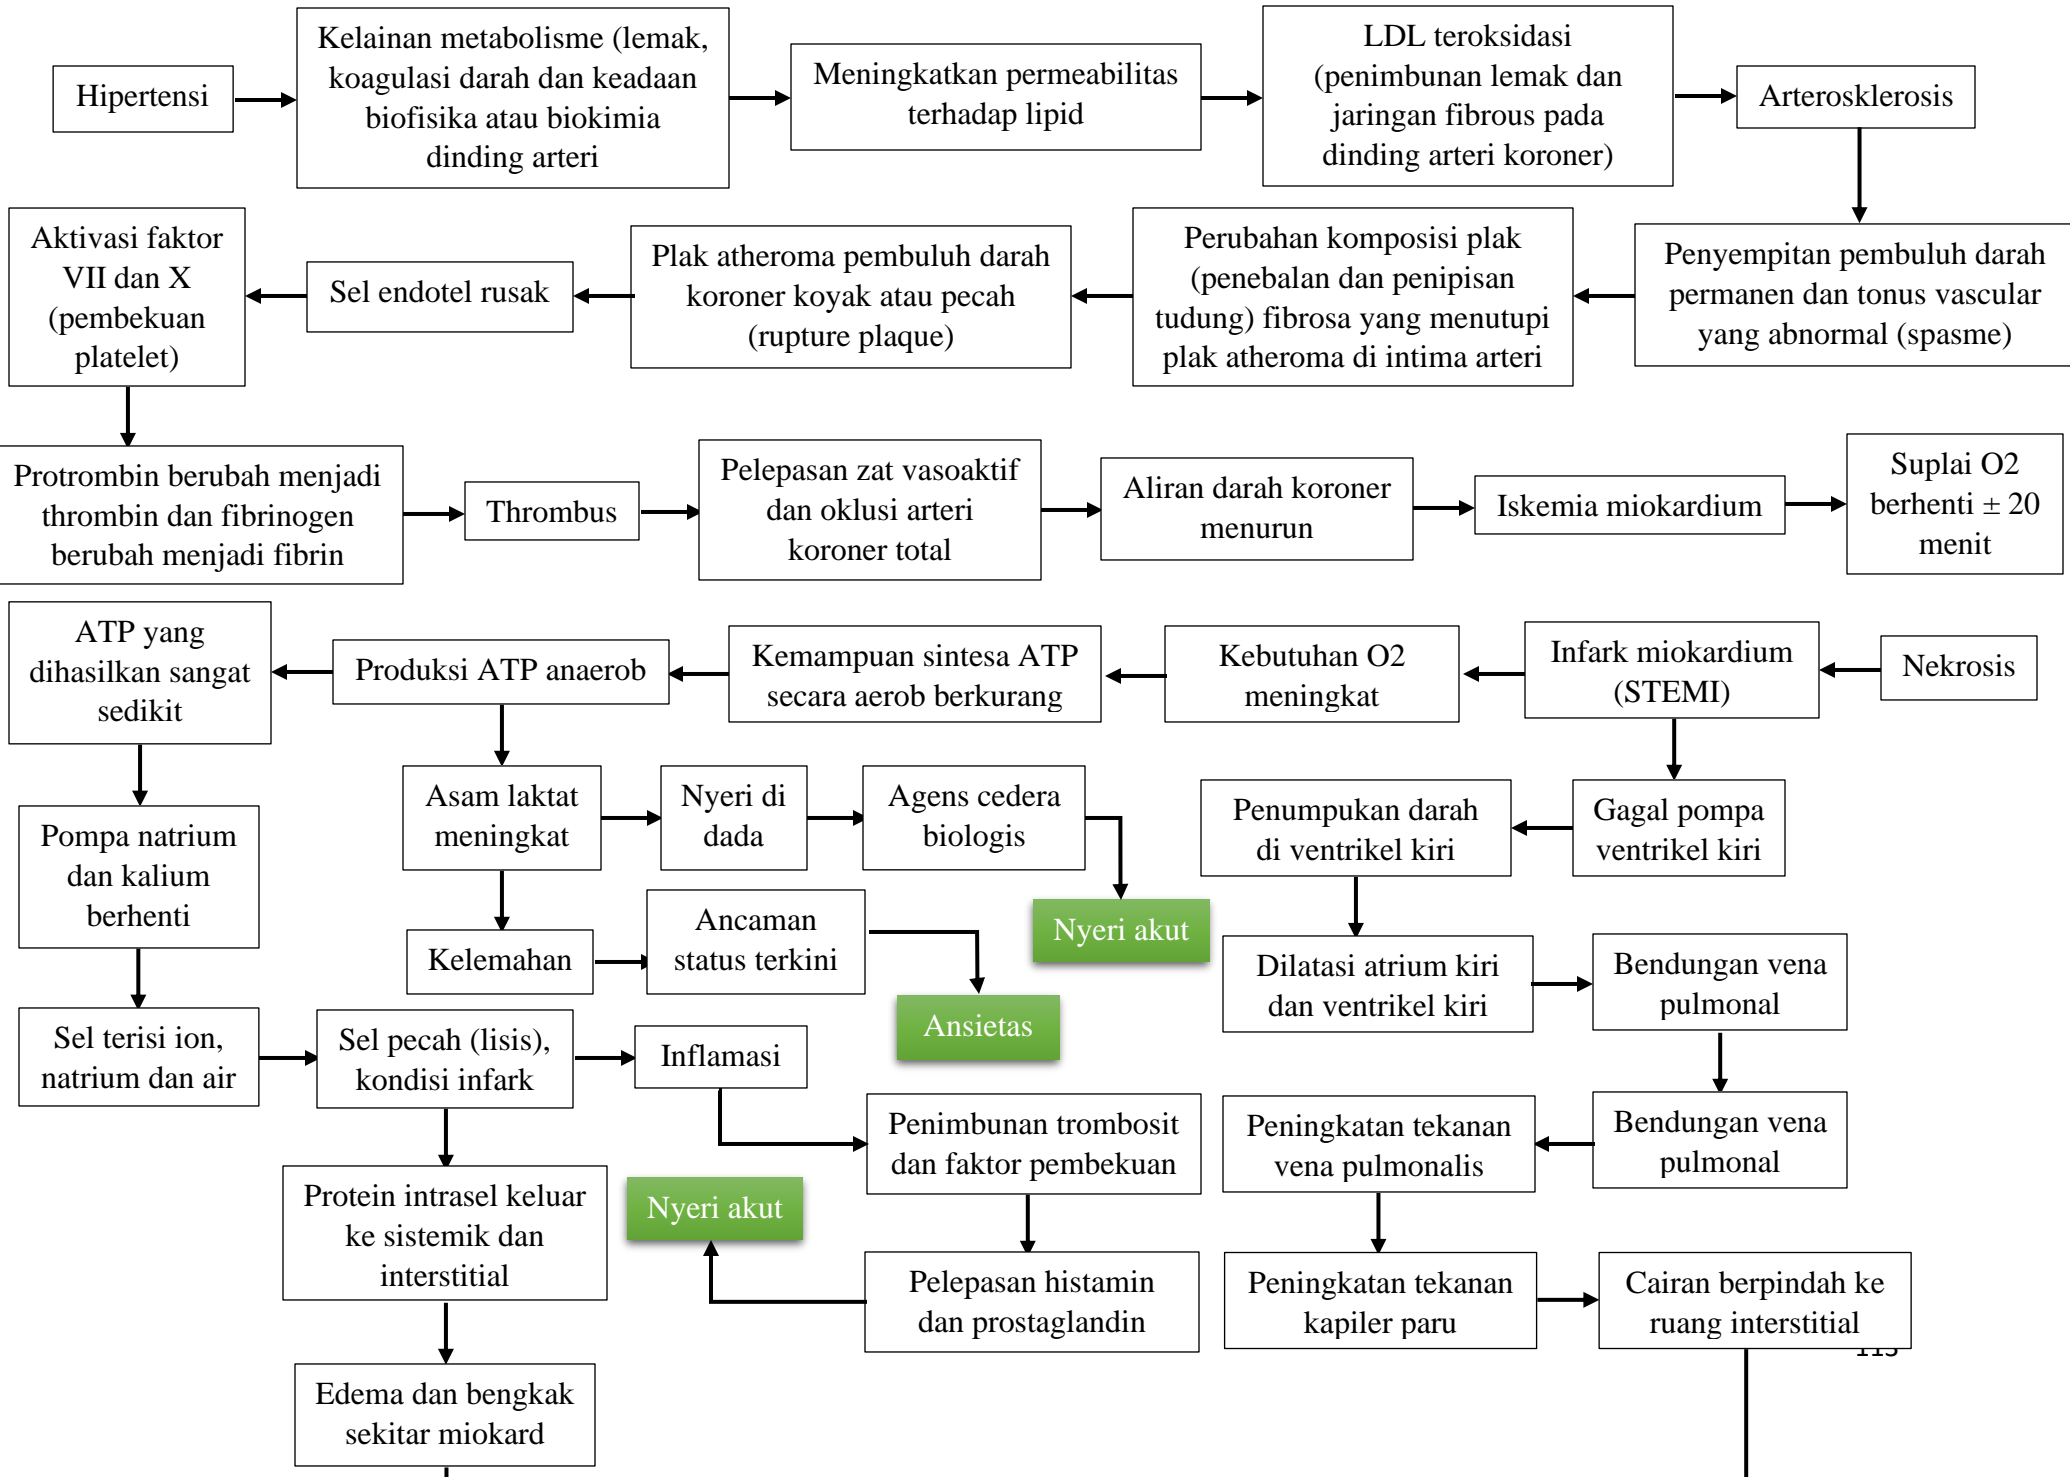 Hipertensi
Kelainan metabolisme (lemak,
koagulasi darah dan keadaan
biofisika atau biokimia
dinding arteri
Meningkatkan permeabilitas
terhadap lipid
LDL teroksidasi
(penimbunan lemak dan
jaringan fibrous pada
dinding arteri koroner)
Arterosklerosis
Aktivasi faktor
VII dan X
(pembekuan
platelet)
Sel endotel rusak
Plak atheroma pembuluh darah
koroner koyak atau pecah
(rupture plaque)
Perubahan komposisi plak
(penebalan dan penipisan
tudung) fibrosa yang menutupi
plak atheroma di intima arteri
Penyempitan pembuluh darah
permanen dan tonus vascular
yang abnormal (spasme)
Protrombin berubah menjadi
thrombin dan fibrinogen
berubah menjadi fibrin
Thrombus
Pelepasan zat vasoaktif
dan oklusi arteri
koroner total
Aliran darah koroner
menurun
Iskemia miokardium
Suplai O2
berhenti ± 20
menit
ATP yang
dihasilkan sangat
sedikit
Produksi ATP anaerob
Kemampuan sintesa ATP
secara aerob berkurang
Kebutuhan O2
meningkat
Infark miokardium
(STEMI)
Nekrosis
Pompa natrium
dan kalium
berhenti
Asam laktat
meningkat
Nyeri di
dada
Agens cedera
biologis
Penumpukan darah
di ventrikel kiri
Gagal pompa
ventrikel kiri
Kelemahan
Ancaman
status terkini
Nyeri akut
Dilatasi atrium kiri
dan ventrikel kiri
Bendungan vena
pulmonal
Sel terisi ion,
natrium dan air
Sel pecah (lisis),
kondisi infark
Inflamasi
Ansietas
Penimbunan trombosit
dan faktor pembekuan
Peningkatan tekanan
vena pulmonalis
Bendungan vena
pulmonal
Protein intrasel keluar
ke sistemik dan
interstitial
Nyeri akut
Pelepasan histamin
dan prostaglandin
Peningkatan tekanan
kapiler paru
Cairan berpindah ke
ruang interstitial
Edema dan bengkak
sekitar miokard